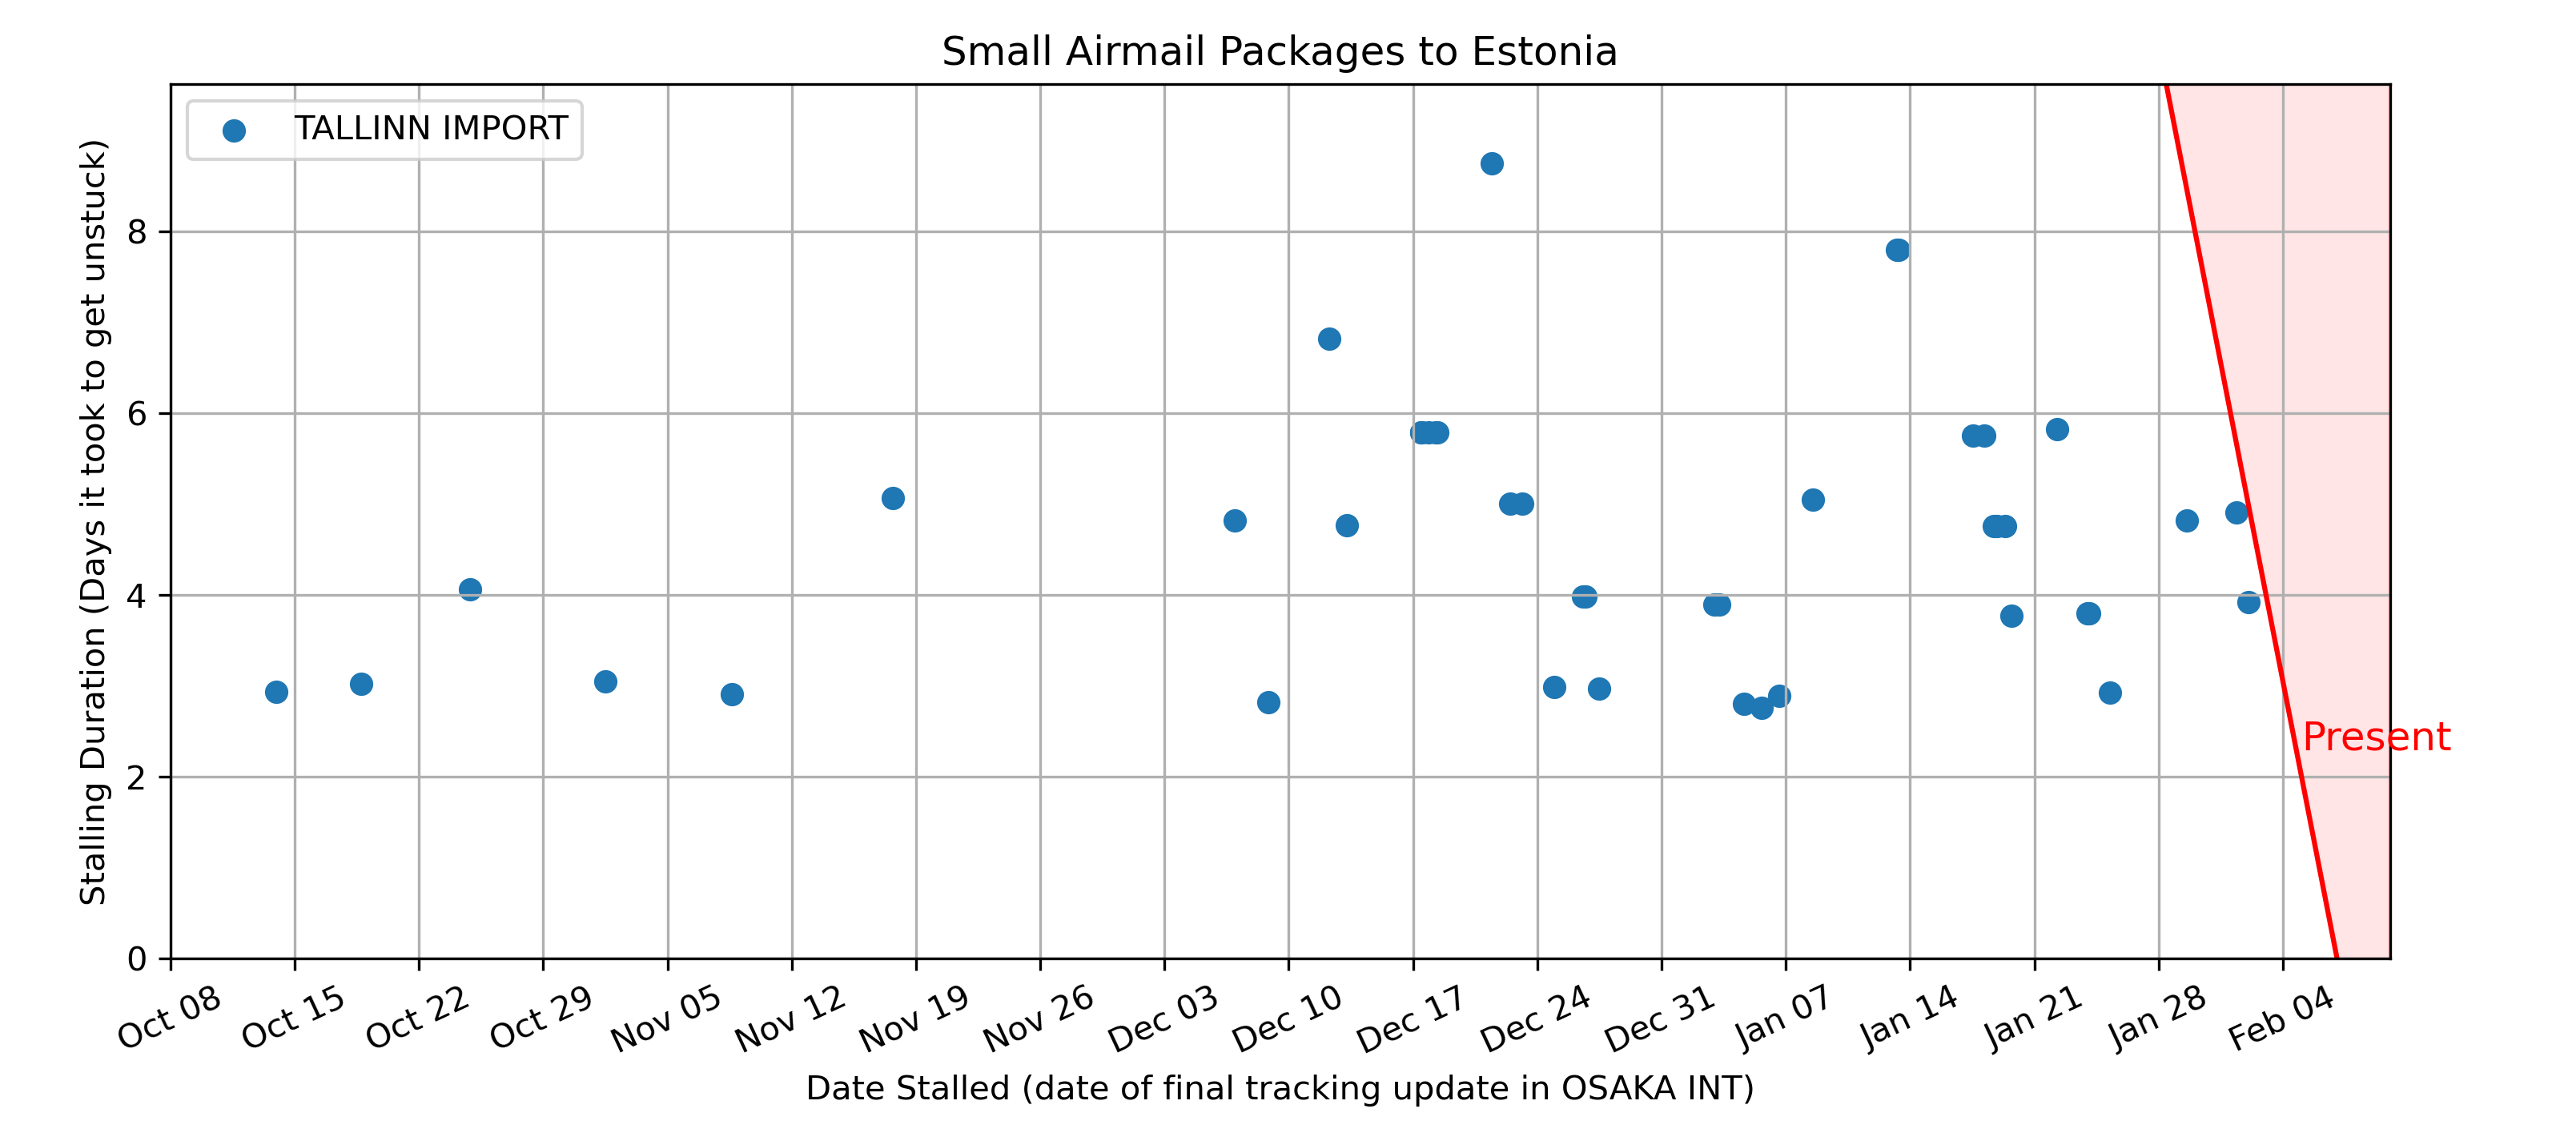 Small Airmail Packages to Estonia
TALLINN IMPORT
Stalling Duration (Days it took to get unstuck)
8
6
4
2
0
Oct 08
Oct 15
Oct 22
Oct 29
Nov 05
Nov 12
Nov 19
Nov 26
Dec 03
Dec 10
Dec 17
Dec 24
Dec 31
Jan 07
Jan 14
Jan 21
Jan 28
Feb 04
Present
Date Stalled (date of final tracking update in OSAKA INT)